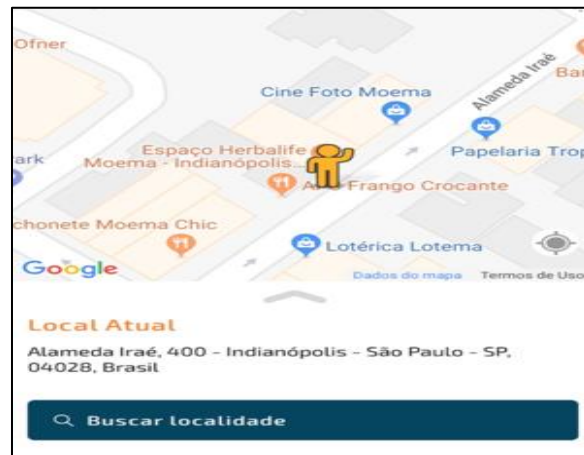 Ofner
Bar
Alameda Iraé
Cine Foto Moema
Espaço Herbalife
ark
Moema - Indianópolis...
Papelaria Trop
Frango Crocante
chonete Moema Chic
Lotérica Lotema
Google
Dados do mapa
Termos de Uso
Local Atual
Alameda Iraé, 400 - Indianópolis - São Paulo - SP,
04028, Brasil
Buscar localidade